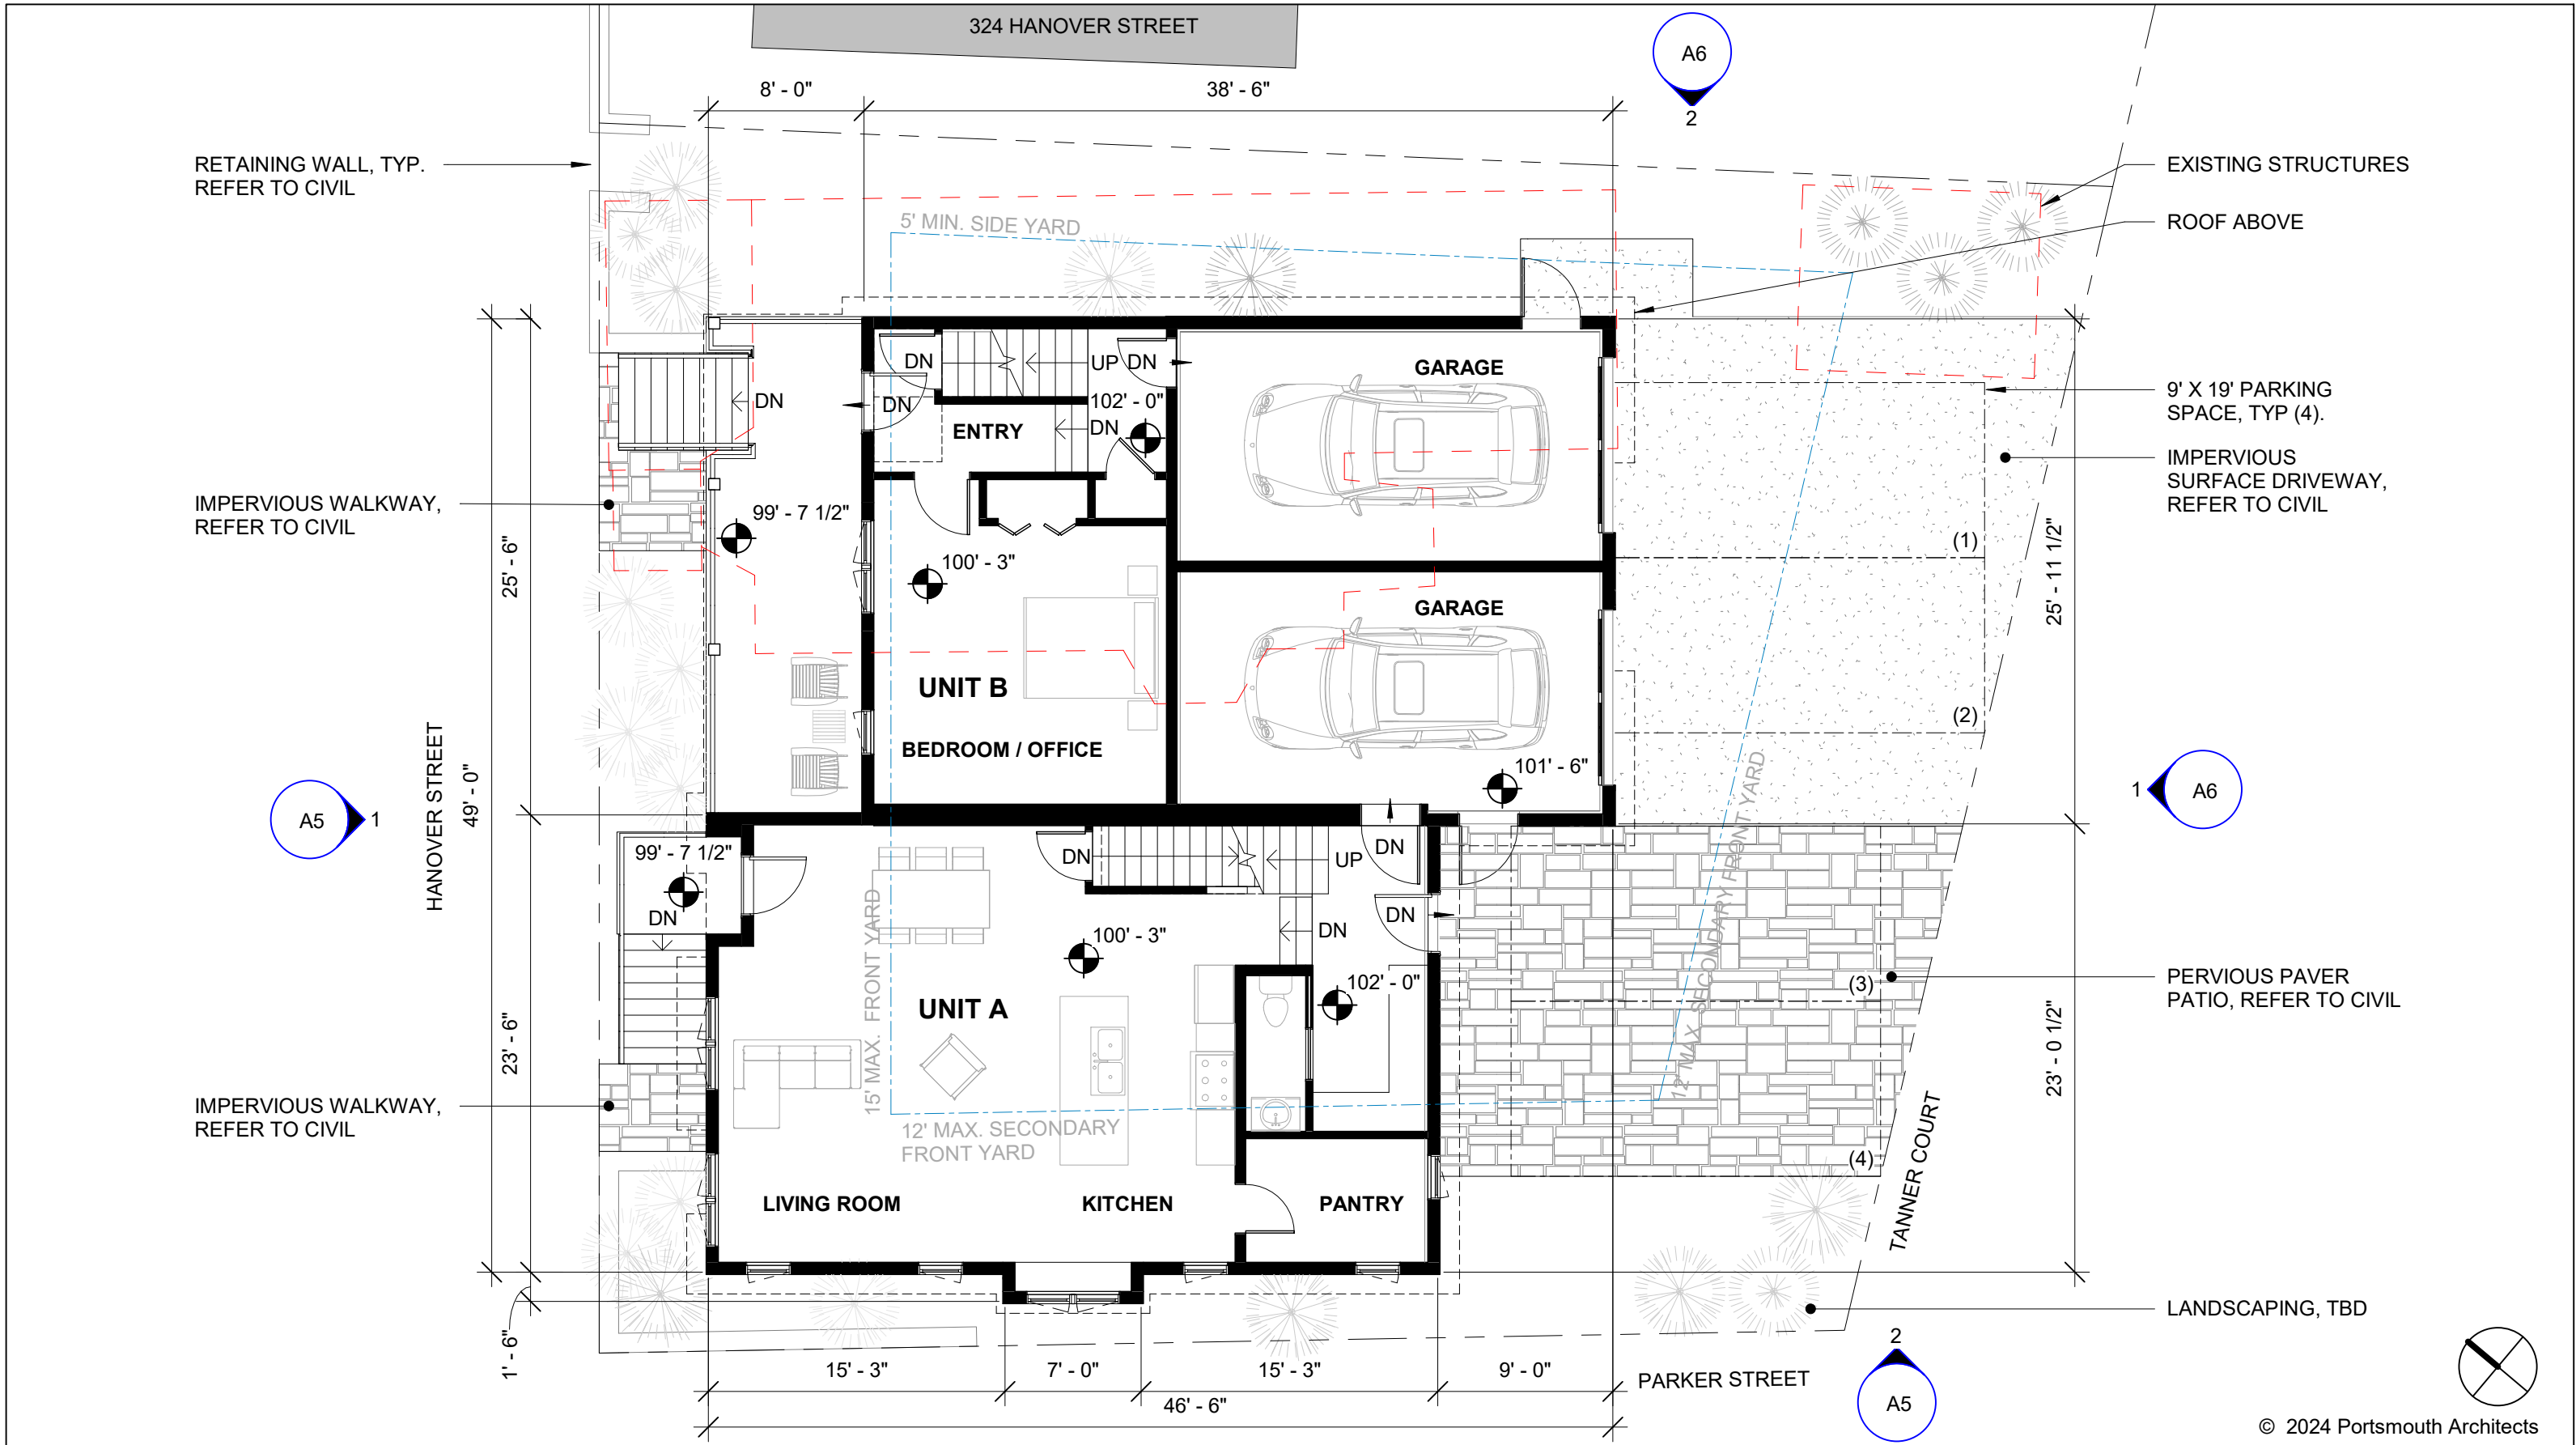 324 HANOVER STREET
A6
2
8' - 0"
38' - 6"
RETAINING WALL, TYP.
REFER TO CIVIL
EXISTING STRUCTURES
ROOF ABOVE
5' MIN. SIDE YARD
DN
UP
DN
GARAGE
DN
DN
102' - 0"
DN
ENTRY
9' X 19' PARKING
SPACE, TYP (4).
IMPERVIOUS
SURFACE DRIVEWAY,
REFER TO CIVIL
IMPERVIOUS WALKWAY,
REFER TO CIVIL
99' - 7 1/2"
100' - 3"
(1)
25' - 6"
25' - 11 1/2"
GARAGE
UNIT B
(2)
BEDROOM / OFFICE
101' - 6"
HANOVER STREET
49' - 0"
A5
1
1
A6
99' - 7 1/2"
DN
DN
UP
DN
15' MAX. FRONT YARD
12' MAX. SECONDARY FRONT YARD
DN
DN
100' - 3"
UNIT A
102' - 0"
(3)
PERVIOUS PAVER
PATIO, REFER TO CIVIL
23' - 6"
23' - 0 1/2"
IMPERVIOUS WALKWAY,
REFER TO CIVIL
12' MAX. SECONDARY
FRONT YARD
(4)
TANNER COURT
LIVING ROOM
KITCHEN
PANTRY
LANDSCAPING, TBD
1' - 6"
15' - 3"
7' - 0"
15' - 3"
9' - 0"
PARKER STREET
46' - 6"
2
A5
© 2024 Portsmouth Architects